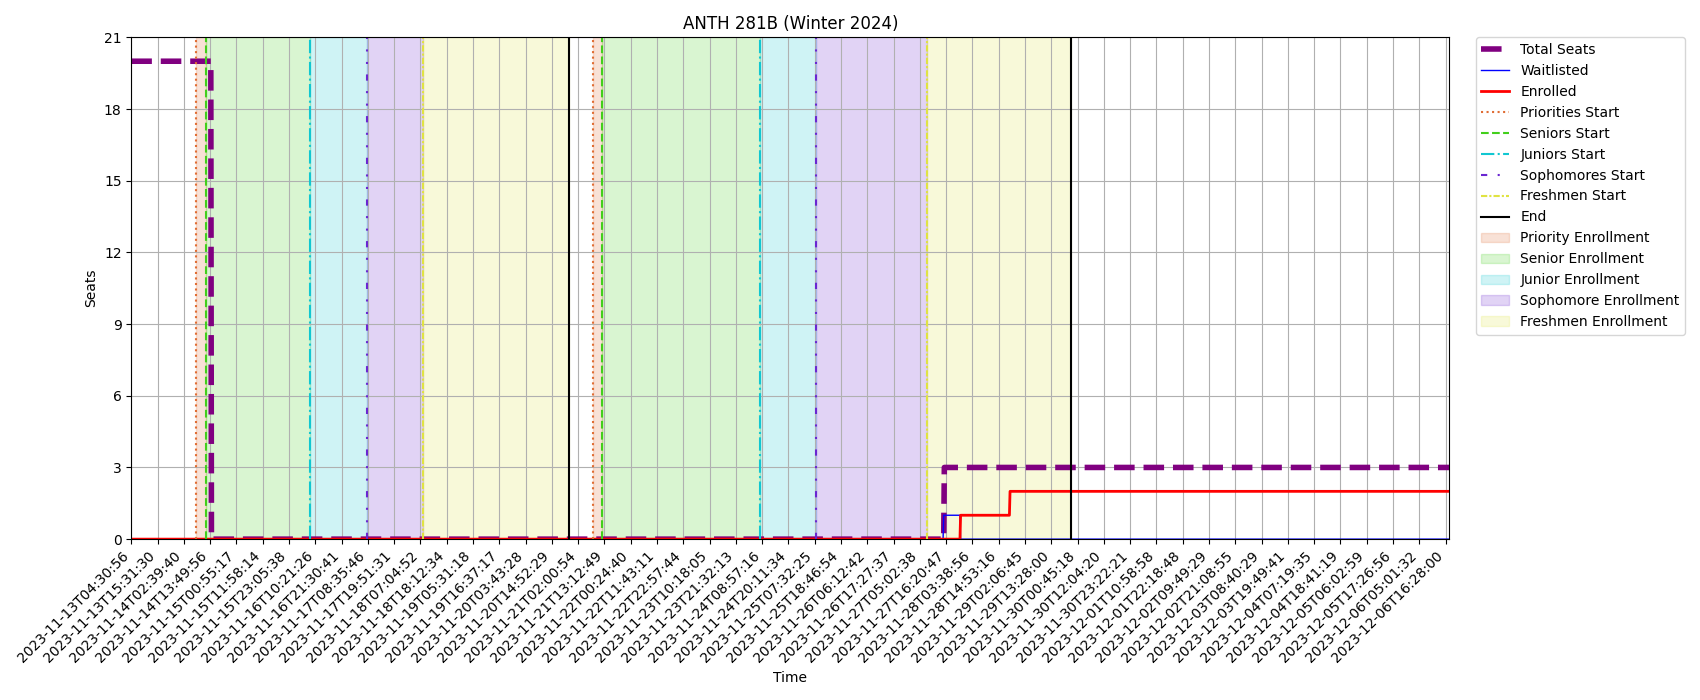 ANTH 281B (Winter 2024)
21
18
15
12
9
6
3
0
Seats
2023-11-13T04:30:56
2023-11-13T15:31:30
2023-11-14T02:39:40
2023-11-14T13:49:56
2023-11-15T00:55:17
2023-11-15T11:58:14
2023-11-15T23:05:38
2023-11-16T10:21:26
2023-11-16T21:30:41
2023-11-17T08:35:46
2023-11-17T19:51:31
2023-11-18T07:04:52
2023-11-18T18:12:34
2023-11-19T05:31:18
2023-11-19T16:37:17
2023-11-20T03:43:28
2023-11-20T14:52:29
2023-11-21T02:00:54
2023-11-21T13:12:49
2023-11-22T00:24:40
2023-11-22T11:43:11
2023-11-22T22:57:44
2023-11-23T10:18:05
2023-11-23T21:32:13
2023-11-24T08:57:16
2023-11-24T20:11:34
2023-11-25T07:32:25
2023-11-25T18:46:54
2023-11-26T06:12:42
2023-11-26T17:27:37
2023-11-27T05:02:38
2023-11-27T16:20:47
2023-11-28T03:38:56
2023-11-28T14:53:16
2023-11-29T02:06:45
2023-11-29T13:28:00
2023-11-30T00:45:18
2023-11-30T12:04:20
2023-11-30T23:22:21
2023-12-01T10:58:58
2023-12-01T22:18:48
2023-12-02T09:49:29
2023-12-02T21:08:55
2023-12-03T08:40:29
2023-12-03T19:49:41
2023-12-04T07:19:35
2023-12-04T18:41:19
2023-12-05T06:02:59
2023-12-05T17:26:56
2023-12-06T05:01:32
2023-12-06T16:28:00
Time
Total Seats
Waitlisted
Enrolled
Priorities Start
Seniors Start
Juniors Start
Sophomores Start
Freshmen Start
End
Priority Enrollment
Senior Enrollment
Junior Enrollment
Sophomore Enrollment
Freshmen Enrollment